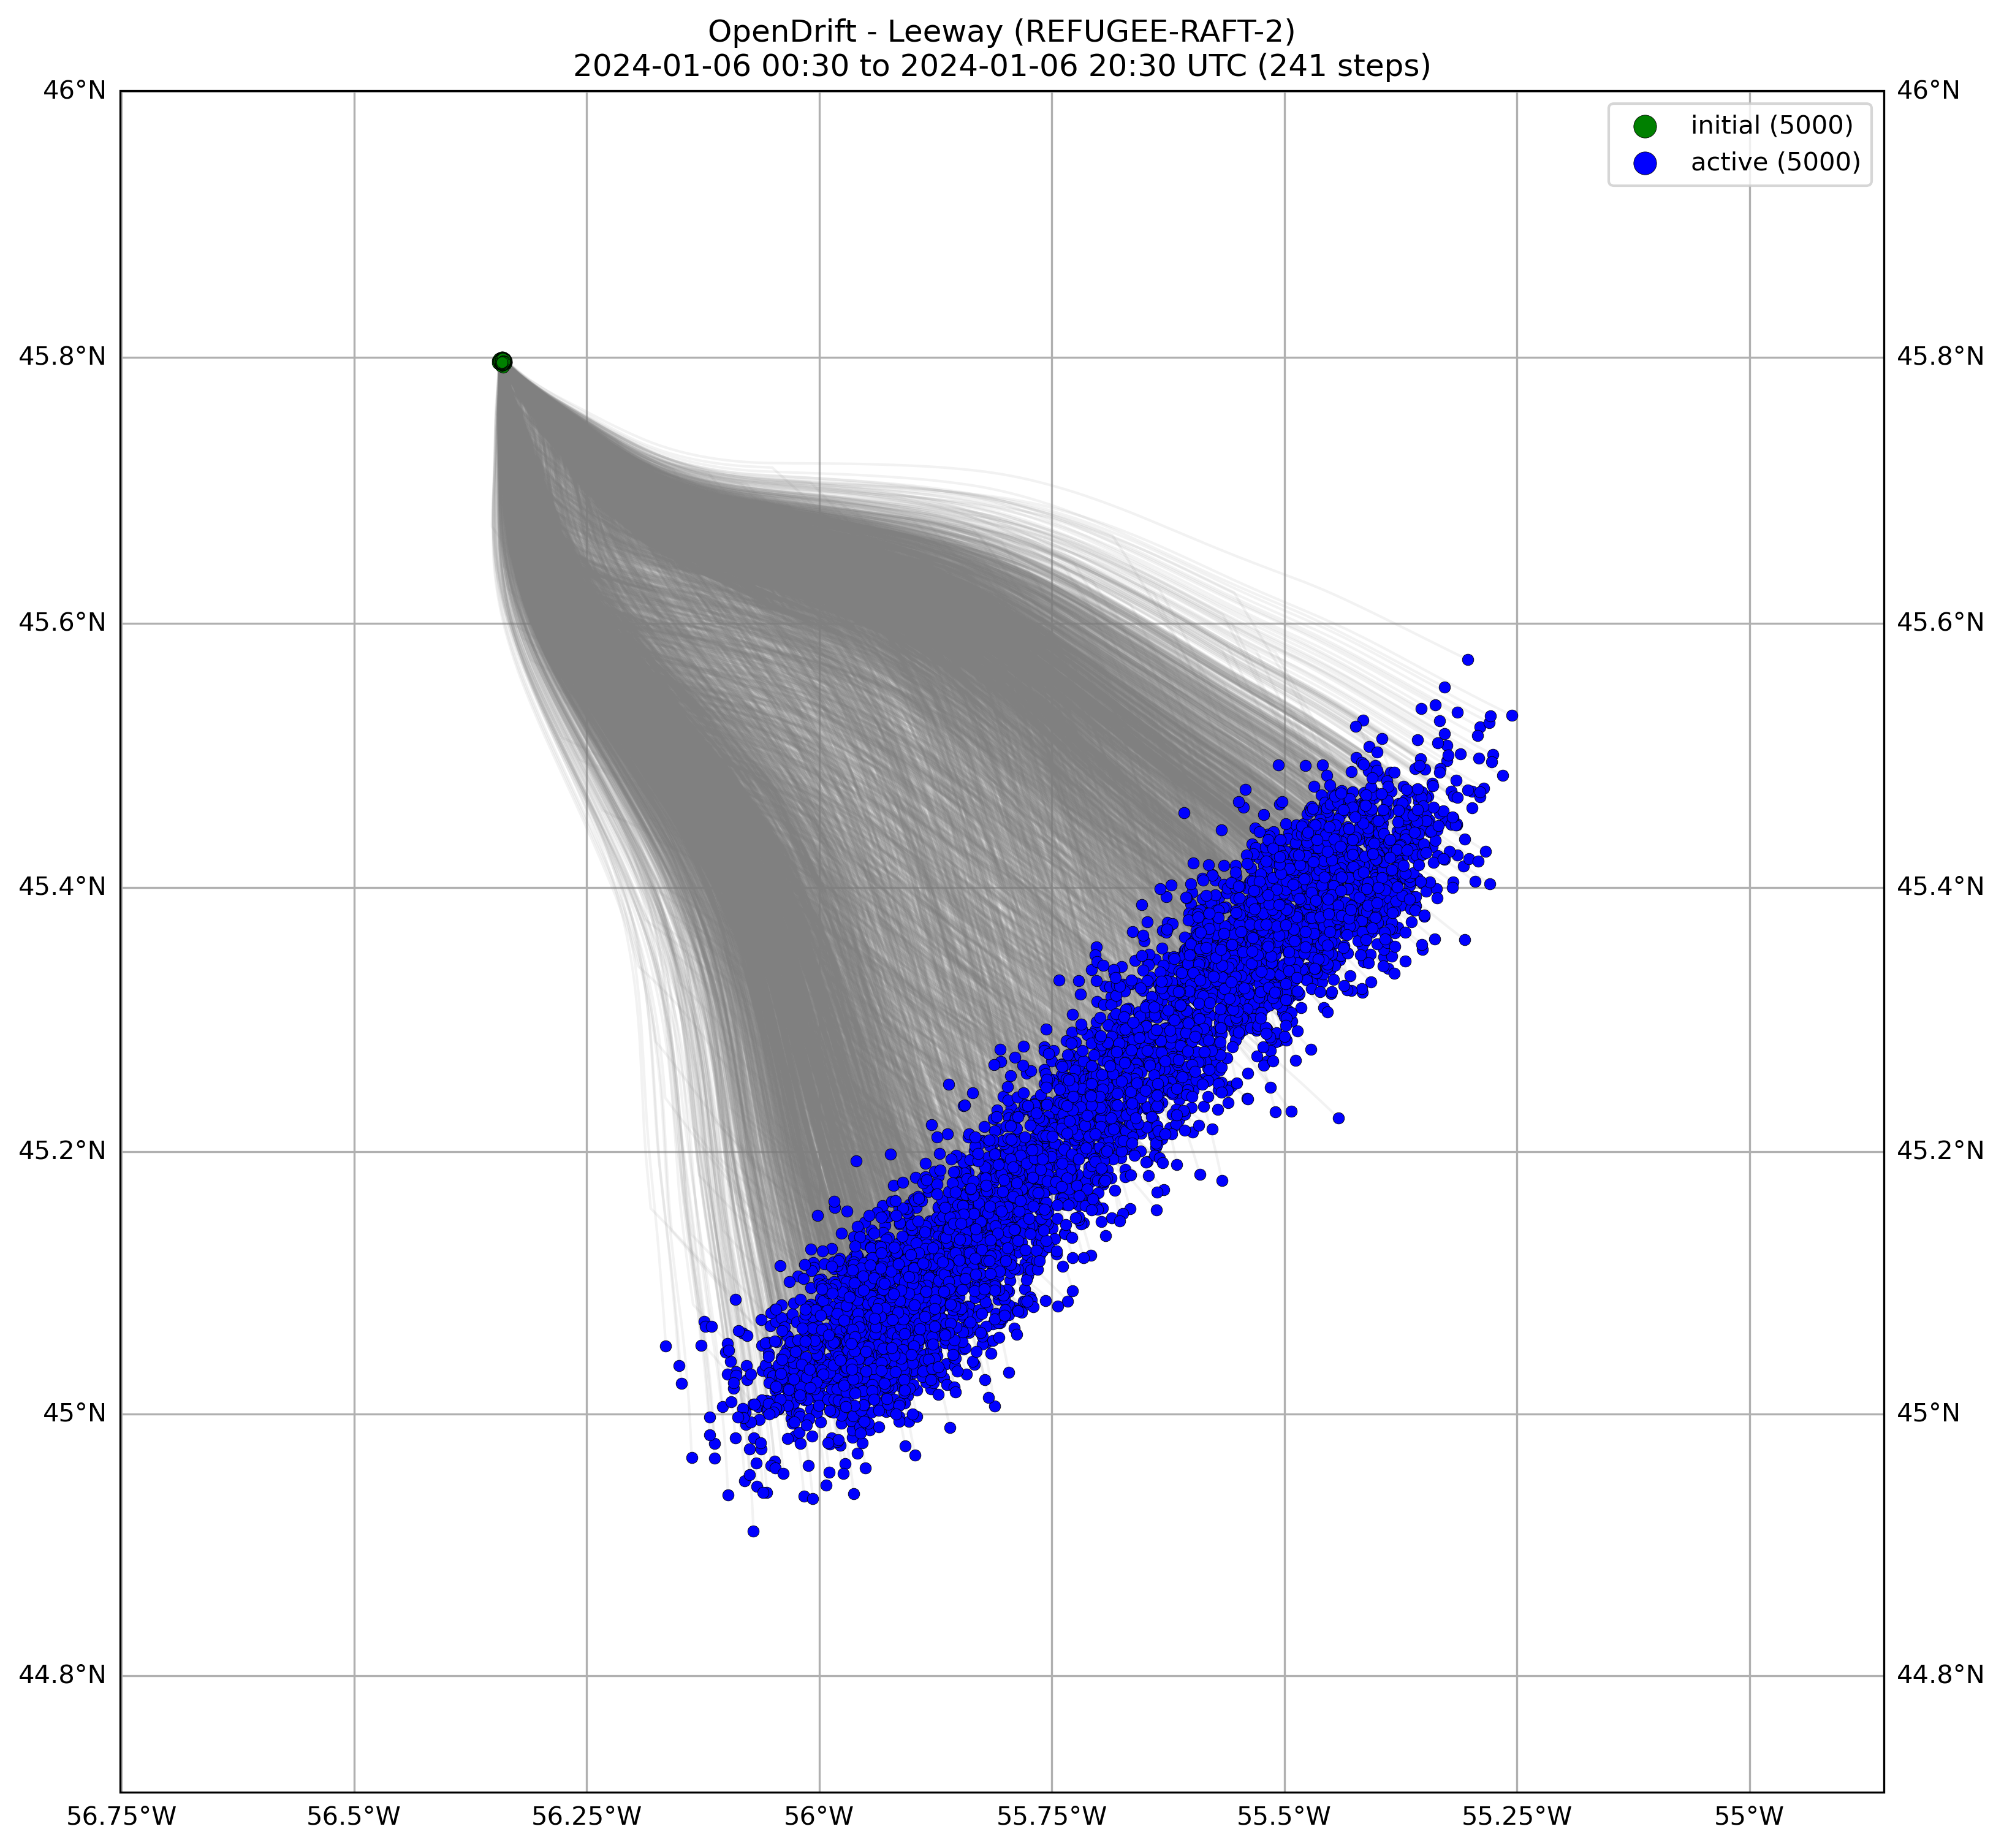 OpenDrift - Leeway (REFUGEE-RAFT-2)
2024-01-06 00:30 to 2024-01-06 20:30 UTC (241 steps)
46°N
46°N
initial (5000)
active (5000)
45.8°N
45.8°N
45.6°N
45.6°N
45.4°N
45.4°N
45.2°N
45.2°N
45°N
45°N
44.8°N
44.8°N
56.75°W
56.5°W
56.25°W
56°W
55.75°W
55.5°W
55.25°W
55°W